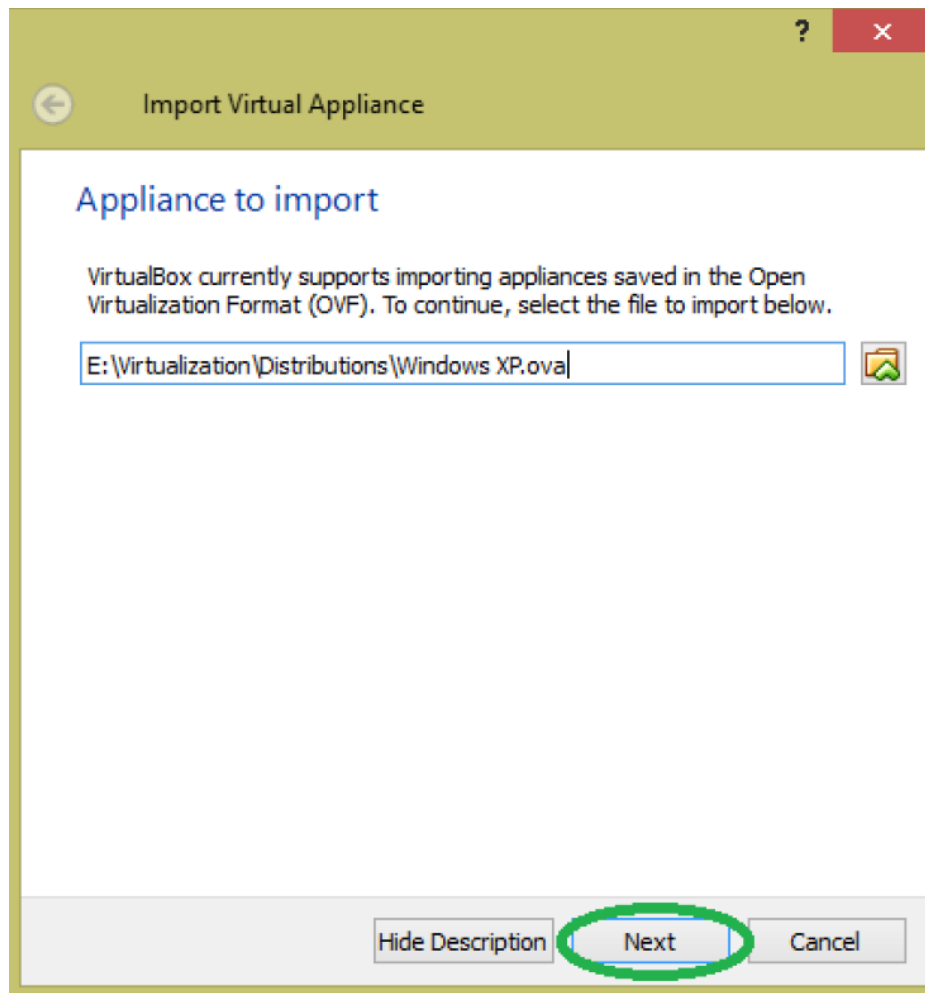 ?
Import Virtual Appliance
Appliance to import
VirtualBox currently supports importing appliances saved in the Open
Virtualization Format (OVF). To continue, select the file to import below.
E:\Virtualization\Distributions\Windows XP.ova
Hide Description Next Cancel